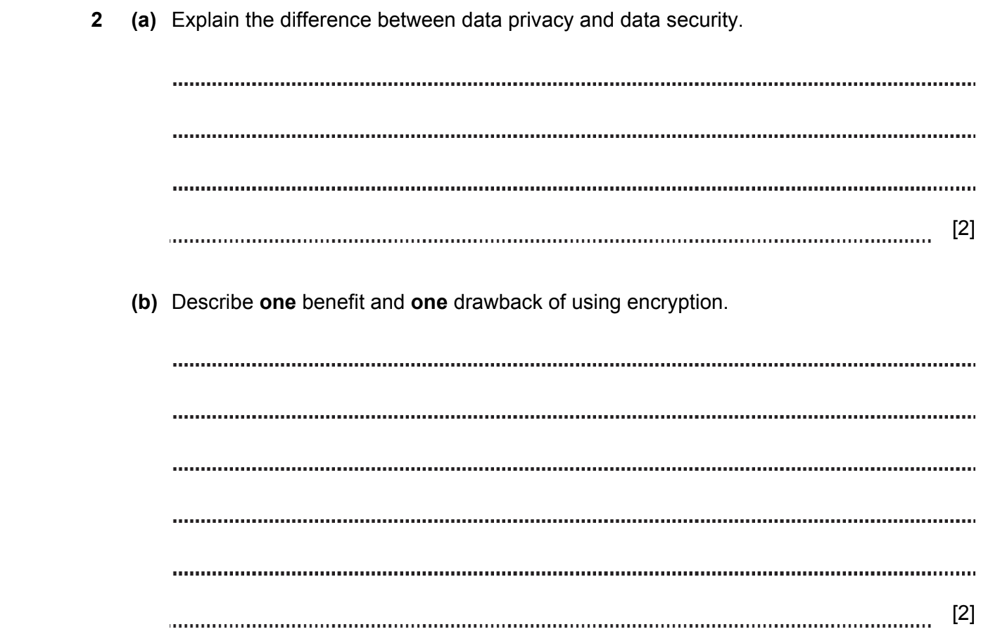 2 (a) Explain the difference between data privacy and data security.
[2]
(b) Describe one benefit and one drawback of using encryption.
[2]